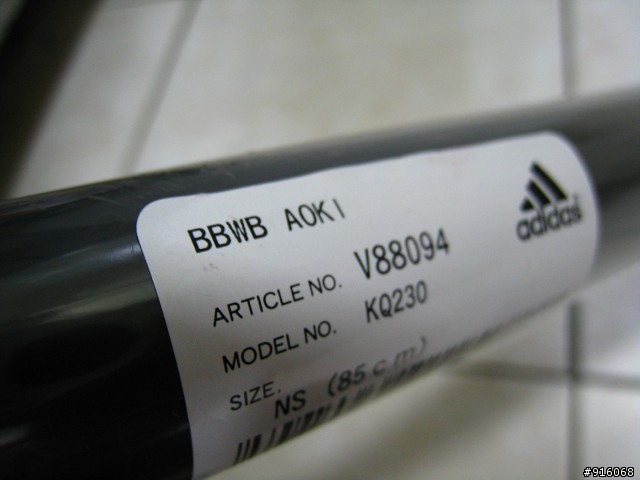 BBWB AOKI
adidas
ARTICLE NO. V88094
MODEL NO. KQ230
SIZE. NS (85cm)
#916068